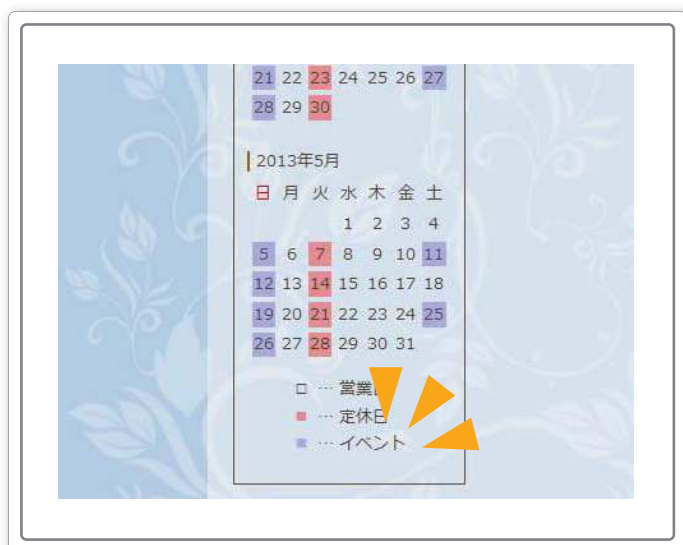 21 22 23 24 25 26 27
28 29 30
2013年5月
日 月 火 水 木 金 土
1 2 3 4
5 6 7 8 9 10 11
12 13 14 15 16 17 18
19 20 21 22 23 24 25
26 27 28 29 30 31
□ … 営業
■ … 定休日
■ … イベント